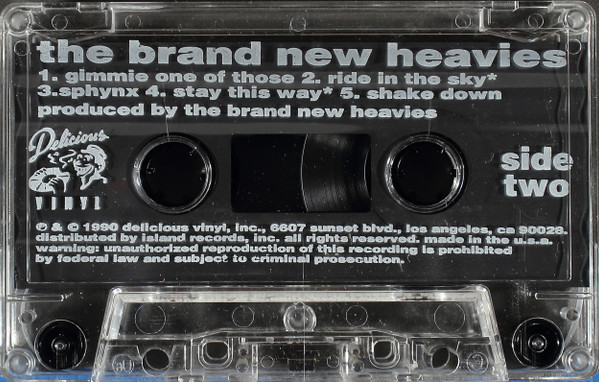 the brand new heavies
1. gimmie one of those 2. ride in the sky*
3.sphynx 4. stay this way* 5. shake down
produced by the brand new heavies
Delicious
VINYL
side
two
℗ & © 1990 delicious vinyl, inc., 6607 sunset blvd., los angeles, ca 90028.
distributed by island records, inc. all rights reserved. made in the u.s.a.
warning: unauthorized reproduction of this recording is prohibited
by federal law and subject to criminal prosecution.